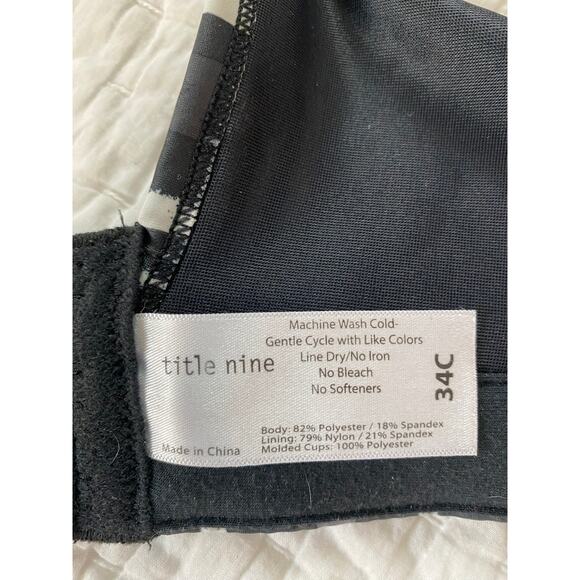 title nine
Made in China
Machine Wash Cold-
Gentle Cycle with Like Colors
Line Dry/No Iron
No Bleach
No Softeners
Body: 82% Polyester / 18% Spandex
Lining: 79% Nylon / 21% Spandex
Molded Cups: 100% Polyester
34C